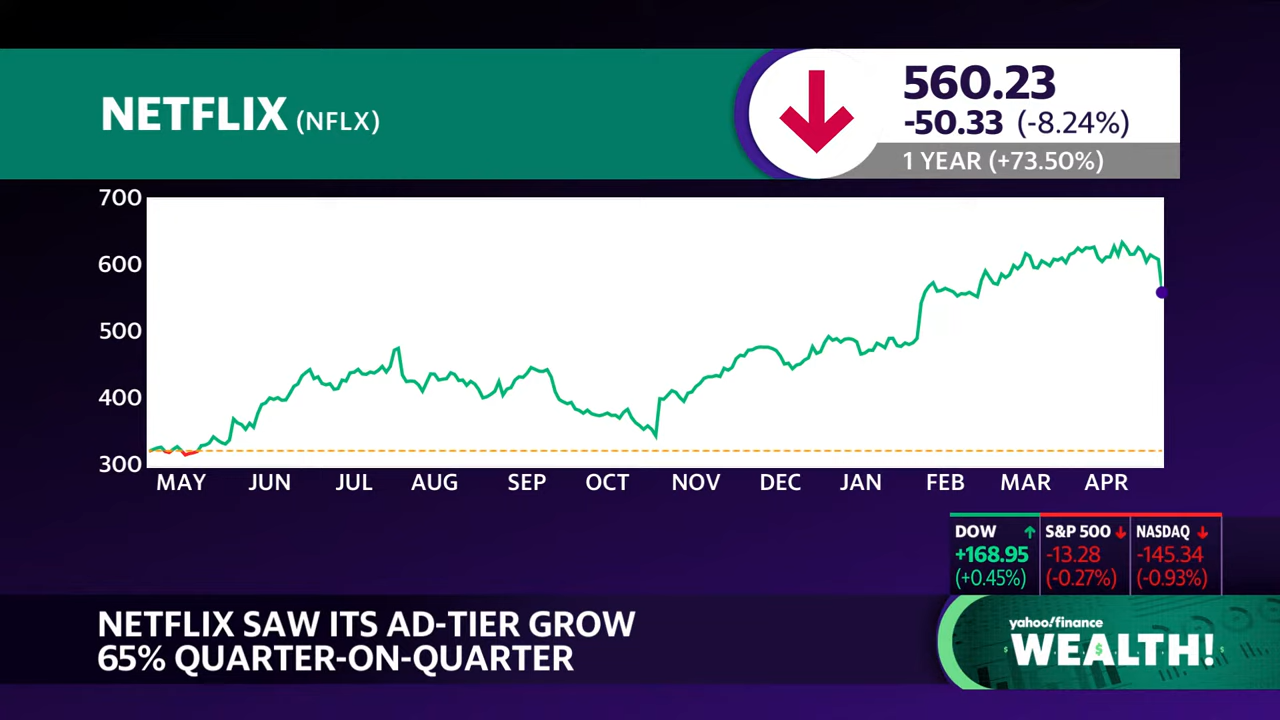 NETFLIX (NFLX)
560.23
-50.33 (-8.24%)
1 YEAR (+73.50%)
700
600
500
400
300
MAY JUN JUL AUG SEP OCT NOV DEC JAN FEB MAR APR
DOW S&P 500 NASDAQ
+168.95 -13.28 -145.34
(+0.45%) (-0.27%) (-0.93%)
NETFLIX SAW ITS AD-TIER GROW
65% QUARTER-ON-QUARTER
yahoo!finance
WEALTH!